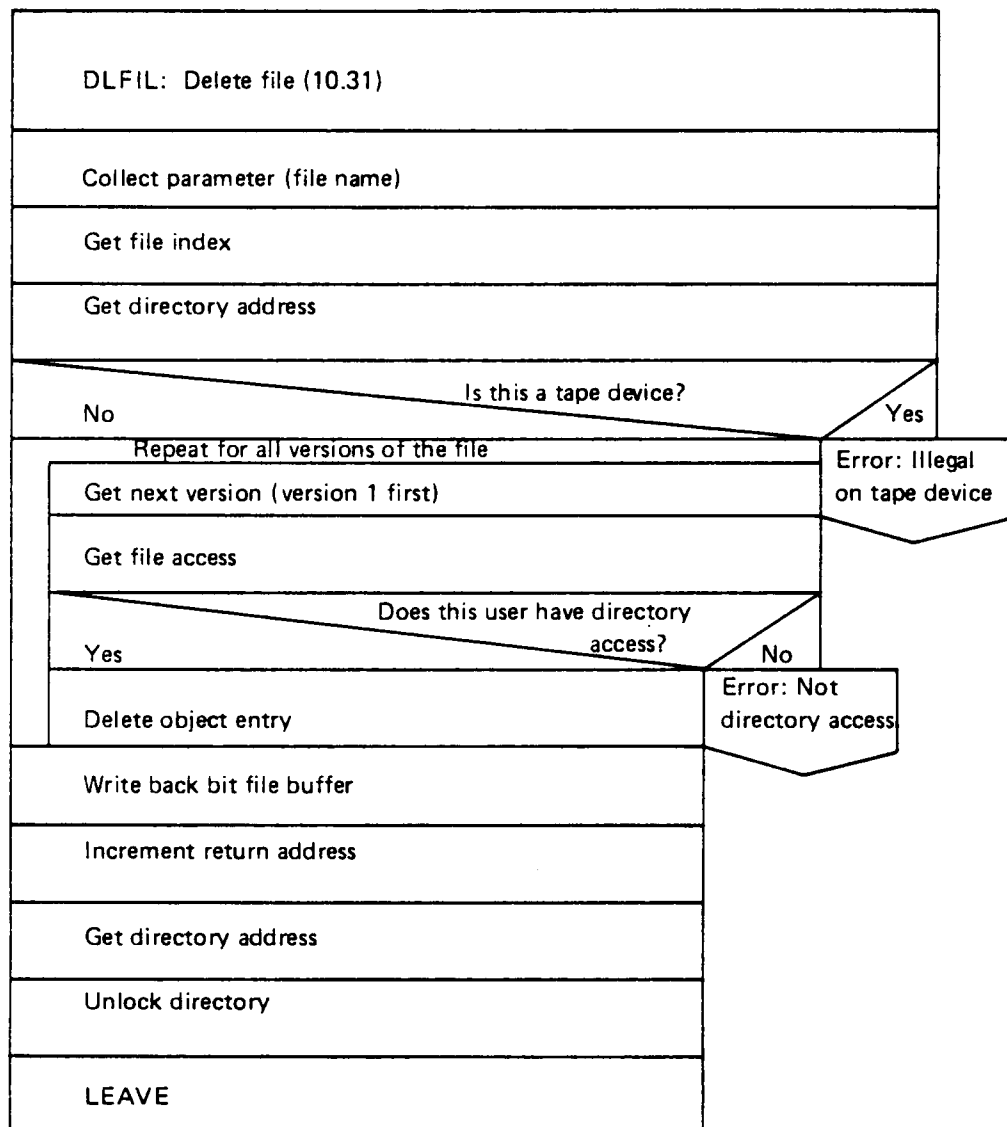 DLFIL: Delete file (10.31)
Collect parameter (file name)
Get file index
Get directory address
Is this a tape device?
No
Yes
Repeat for all versions of the file
Error: Illegal
on tape device
Get next version (version 1 first)
Get file access
Does this user have directory
access?
Yes
No
Error: Not
directory access
Delete object entry
Write back bit file buffer
Increment return address
Get directory address
Unlock directory
LEAVE